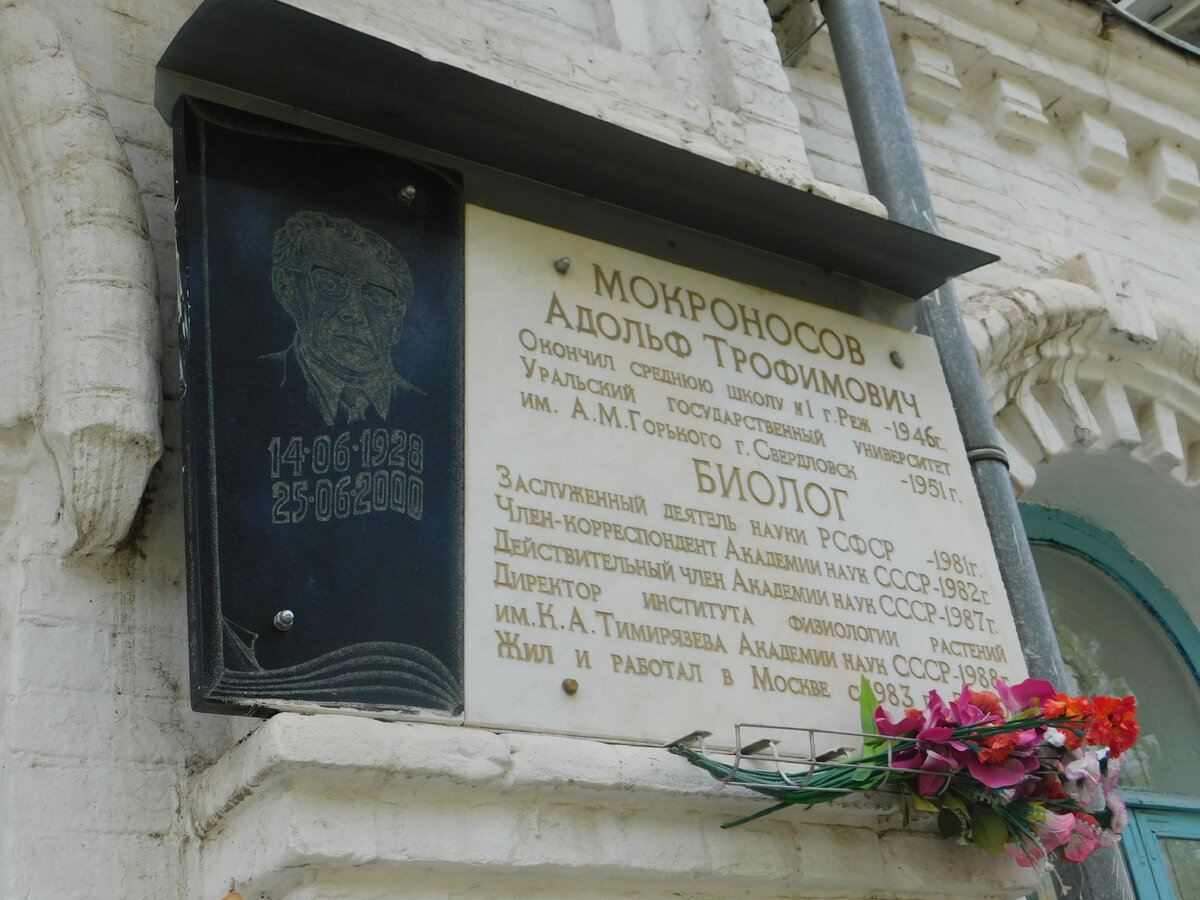 14·06·1928
25·06·2000
МОКРОНОСОВ
АДОЛЬФ ТРОФИМОВИЧ
ОКОНЧИЛ СРЕДНЮЮ ШКОЛУ №1 Г. РЕЖ -1946г.
УРАЛЬСКИЙ ГОСУДАРСТВЕННЫЙ УНИВЕРСИТЕТ
ИМ. А.М.ГОРЬКОГО Г. СВЕРДЛОВСК -1951г.
БИОЛОГ
ЗАСЛУЖЕННЫЙ ДЕЯТЕЛЬ НАУКИ РСФСР -1981г.
ЧЛЕН-КОРРЕСПОНДЕНТ АКАДЕМИИ НАУК СССР-1982г.
ДЕЙСТВИТЕЛЬНЫЙ ЧЛЕН АКАДЕМИИ НАУК СССР-1987г.
ДИРЕКТОР ИНСТИТУТА ФИЗИОЛОГИИ РАСТЕНИЙ
ИМ.К.А.ТИМИРЯЗЕВА АКАДЕМИИ НАУК СССР-1988г.
ЖИЛ И РАБОТАЛ В МОСКВЕ С 1983